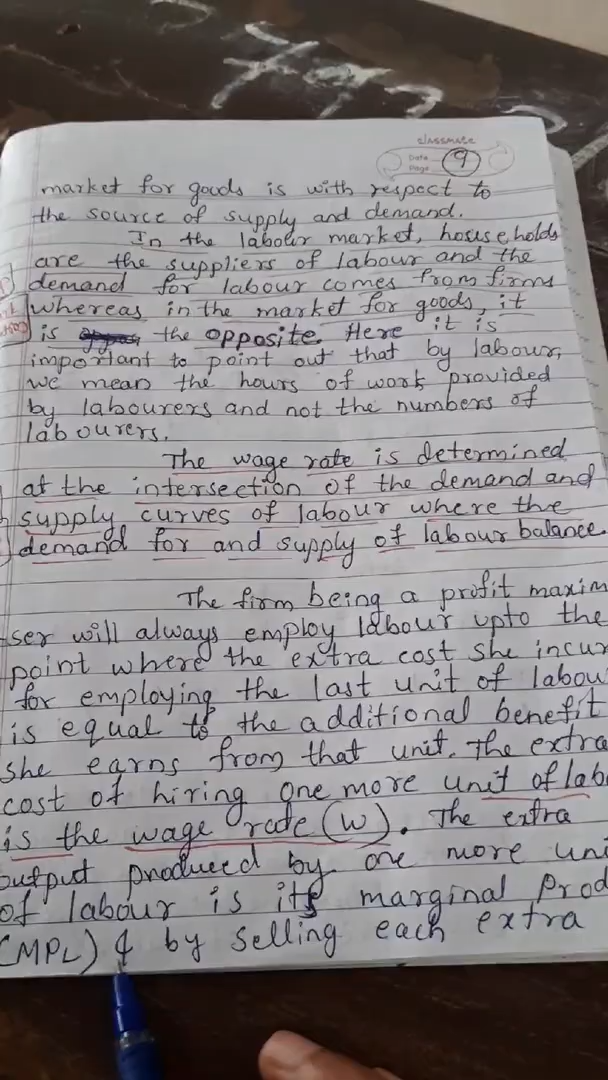 classmate
Date
Page 9
market for goods is with respect to
the source of supply and demand.
In the labour market, households
are the suppliers of labour and the
demand for labour comes from firms
whereas in the market for goods, it
is the opposite. Here it is
important to point out that by labour,
we mean the hours of work provided
by labourers and not the numbers of
labourers.
The wage rate is determined
at the intersection of the demand and
supply curves of labour where the
demand for and supply of labour balance.
The firm being a profit maxim
-ser will always employ labour upto the
point where the extra cost she incur
for employing the last unit of labou
is equal to the additional benefit
she earns from that unit. The extra
cost of hiring one more unit of lab
is the wage rate (W). The extra
output produced by one more uni
of labour is its marginal Prod
(MPL) & by selling each extra